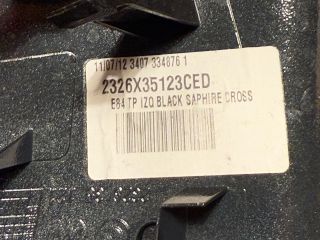 11/07/12 3407 334876 1
2326X35123CED
E84 TP IZQ BLACK SAPHIRE CROSS